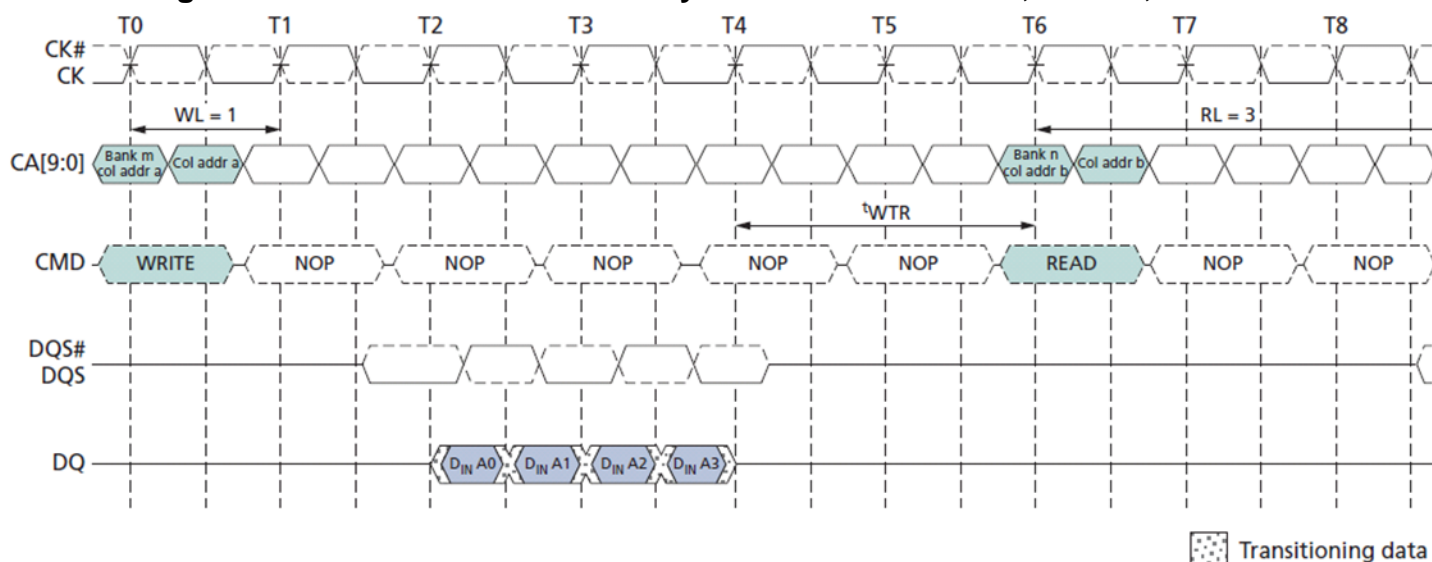 T0 T1 T2 T3 T4 T5 T6 T7 T8
CK#
CK
WL = 1 RL = 3
CA[9:0] Bank m col addr a Col addr a Bank n col addr b Col addr b
tWTR
CMD WRITE NOP NOP NOP NOP NOP READ NOP NOP
DQS#
DQS
DQ DIN A0 DIN A1 DIN A2 DIN A3
Transitioning data